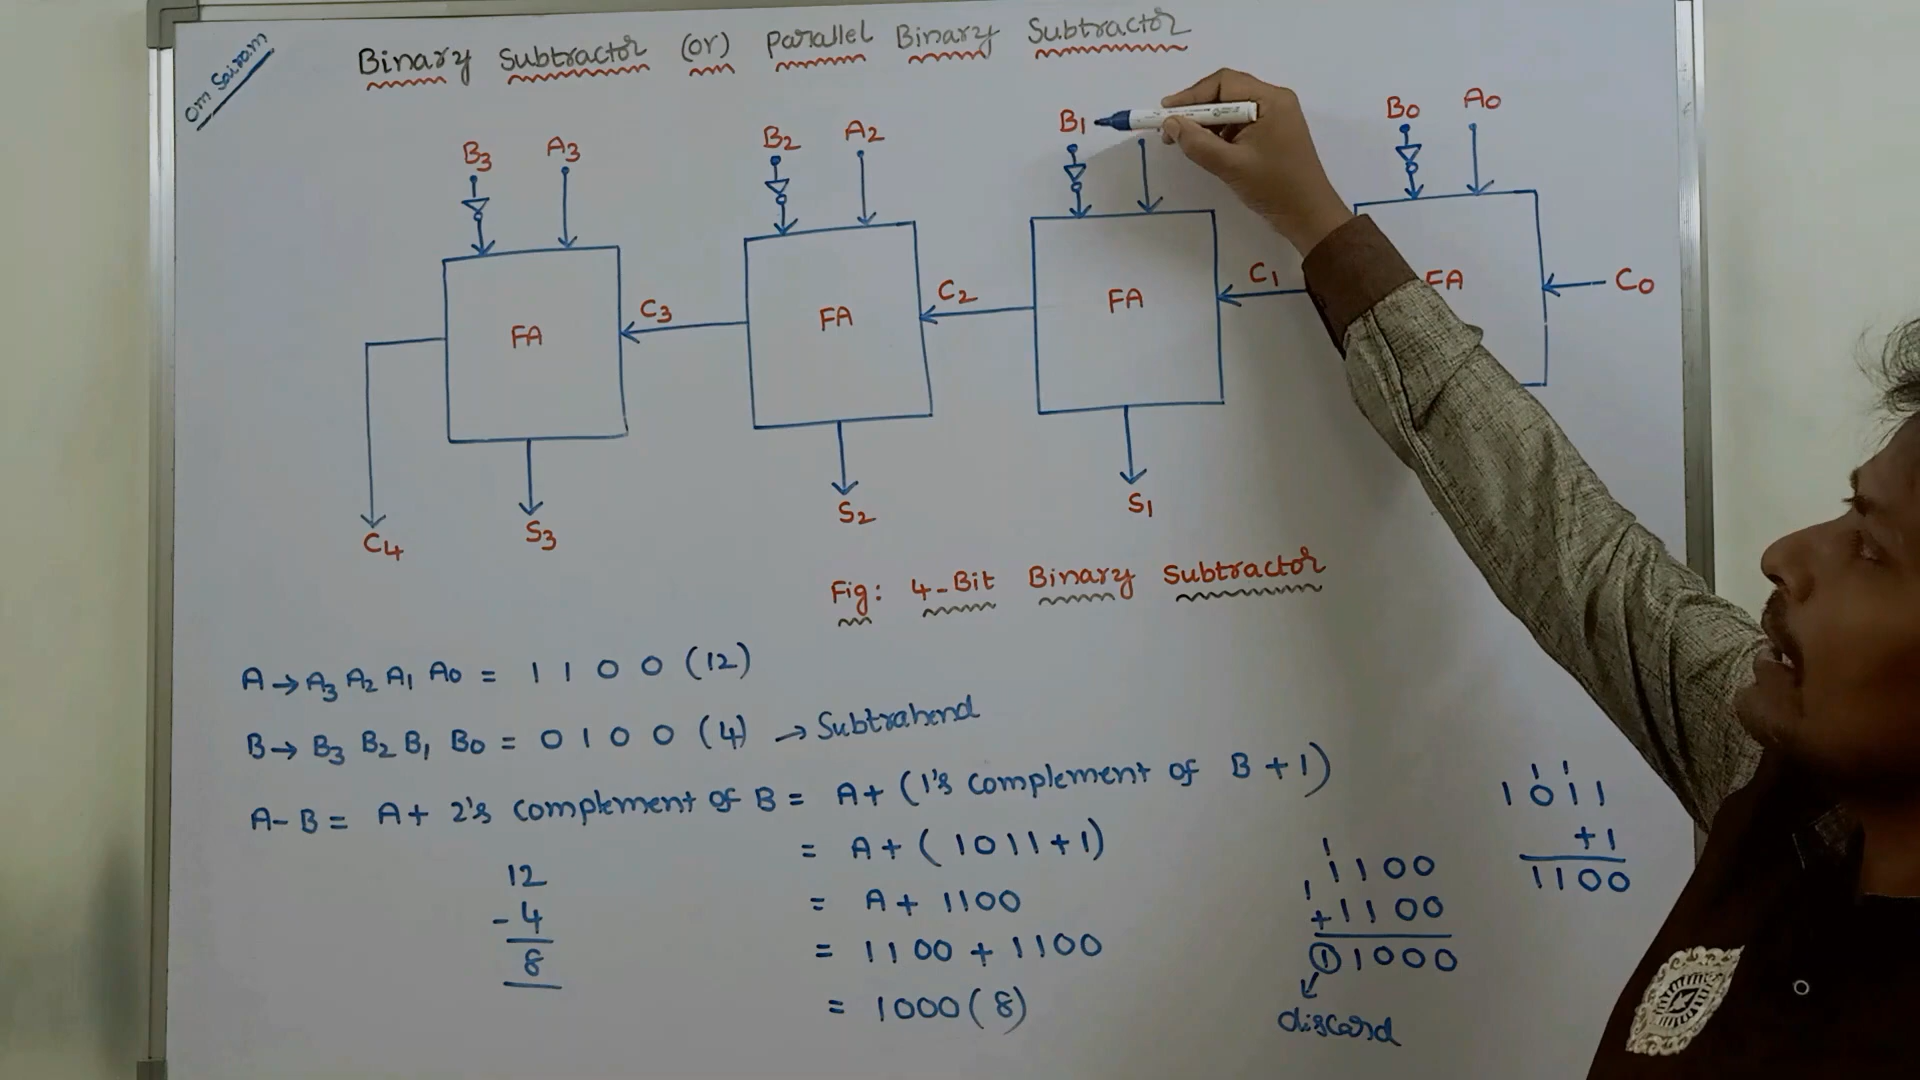 Om Sairam
Binary Subtractor (or) Parallel Binary Subtractor
B3 A3 B2 A2 B1 B0 A0
FA C3 FA C2 FA C1 FA C0
C4 S3 S2 S1
Fig: 4-Bit Binary Subtractor
A → A3 A2 A1 A0 = 1 1 0 0 (12)
B → B3 B2 B1 B0 = 0 1 0 0 (4) → Subtrahend
A - B = A + 2's complement of B = A + (1's complement of B + 1)
= A + (1011 + 1)
= A + 1100
= 1100 + 1100
= 1000 (8)
12
- 4
8
1
1 1100
+ 1100
1 1000
discard
1 1
1011
+1
1100